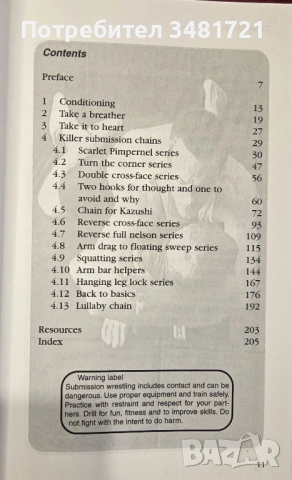 Потребител 3481721
Contents
Preface 7
1 Conditioning 13
2 Take a breather 19
3 Take it to heart 27
4 Killer submission chains 29
4.1 Scarlet Pimpernel series 30
4.2 Turn the corner series 47
4.3 Double cross-face series 56
4.4 Two hooks for thought and one to
avoid and why 60
4.5 Chain for Kazushi 72
4.6 Reverse cross-face series 93
4.7 Reverse full nelson series 109
4.8 Arm drag to floating sweep series 115
4.9 Squatting series 134
4.10 Arm bar helpers 144
4.11 Hanging leg lock series 167
4.12 Back to basics 176
4.13 Lullaby chain 192
Resources 203
Index 205
Warning label
Submission wrestling includes contact and can be
dangerous. Use proper equipment and train safely.
Practice with restraint and respect for your part-
ners. Drill for fun, fitness and to improve skills. Do
not fight with the intent to do harm.
bazar
БГ